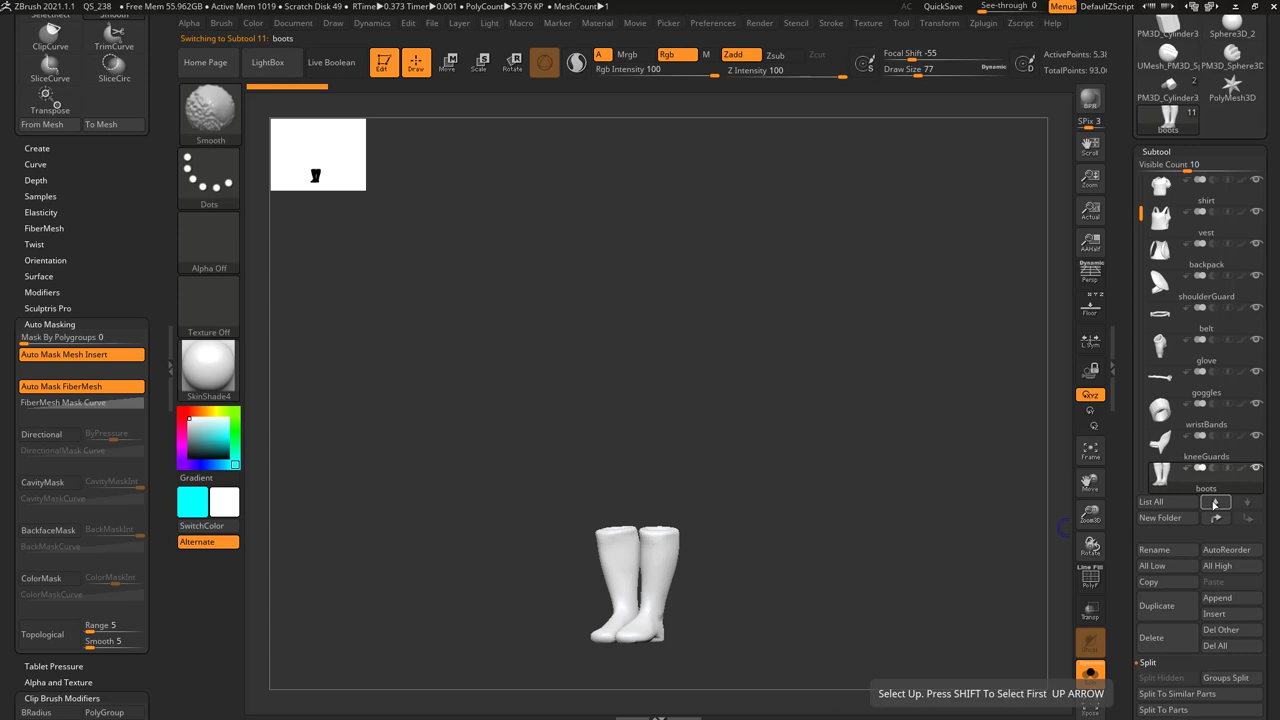 ZBrush 2021.1.1
QS_238
• Free Mem 55.962GB • Active Mem 1019 • Scratch Disk 49 • RTime▶0.373 Timer▶0.001 • PolyCount▶5.376 KP • MeshCount▶1
AC
QuickSave
See-through 0
Menus
DefaultZScript
Alpha
Brush
Color
Document
Draw
Dynamics
Edit
File
Layer
Light
Macro
Marker
Material
Movie
Picker
Preferences
Render
Stencil
Stroke
Texture
Tool
Transform
Zplugin
Zscript
Help
Switching to Subtool 11: boots
Home Page
LightBox
Live Boolean
Edit
Draw
Move
Scale
Rotate
A
Mrgb
Rgb
M
Rgb Intensity 100
Zadd
Zsub
Zcut
Z Intensity 100
Focal Shift -55
Draw Size 77
Dynamic
S
D
ActivePoints: 5,38
TotalPoints: 93,0
ClipCurve
TrimCurve
SliceCurve
SliceCirc
Transpose
From Mesh
To Mesh
Create
Curve
Depth
Samples
Elasticity
FiberMesh
Twist
Orientation
Surface
Modifiers
Sculptris Pro
Auto Masking
Mask By Polygroups 0
Auto Mask Mesh Insert
Auto Mask FiberMesh
FiberMesh Mask Curve
Directional
ByPressure
DirectionalMask Curve
CavityMask
CavityMaskInt
CavityMaskCurve
BackfaceMask
BackMaskInt
BackMaskCurve
ColorMask
ColorMaskInt
ColorMaskCurve
Topological
Range 5
Smooth 5
Tablet Pressure
Alpha and Texture
Clip Brush Modifiers
BRadius
PolyGroup
Smooth
Dots
Alpha Off
Texture Off
SkinShade4
Gradient
SwitchColor
Alternate
BPR
SPix 3
Scroll
Zoom
Actual
AAHalf
Dynamic
Persp
Floor
L.Sym
XYZ
Frame
Move
Zoom3D
Rotate
Line Fill
PolyF
Transp
Xpose
PM3D_Cylinder3
Sphere3D_2
UMesh_PM3D_S
PM3D_Sphere3D
2
PM3D_Cylinder3
PolyMesh3D
11
boots
Subtool
Visible Count 10
shirt
vest
backpack
shoulderGuard
belt
glove
goggles
wristBands
kneeGuards
boots
List All
New Folder
Rename
AutoReorder
All Low
All High
Copy
Paste
Duplicate
Append
Insert
Delete
Del Other
Del All
Split
Split Hidden
Groups Split
Split To Similar Parts
Split To Parts
Select Up. Press SHIFT To Select First UP ARROW